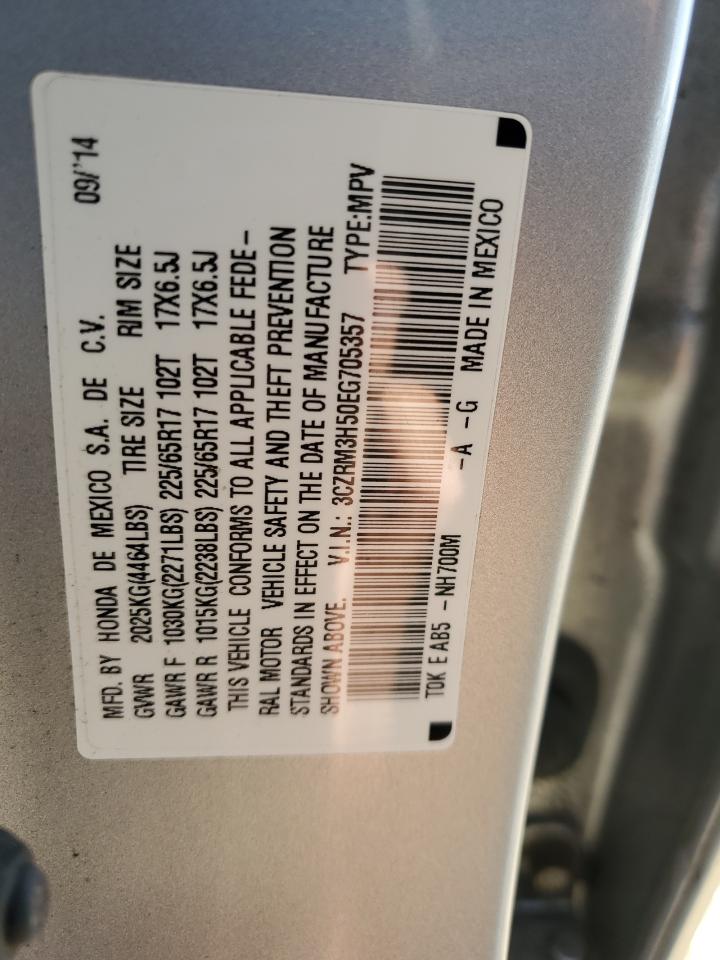 MFD. BY HONDA DE MEXICO S.A. DE C.V. 09/'14
GVWR 2025KG(4464LBS) TIRE SIZE RIM SIZE
GAWR F 1030KG(2271LBS) 225/65R17 102T 17X6.5J
GAWR R 1015KG(2238LBS) 225/65R17 102T 17X6.5J
THIS VEHICLE CONFORMS TO ALL APPLICABLE FEDE-
RAL MOTOR VEHICLE SAFETY AND THEFT PREVENTION
STANDARDS IN EFFECT ON THE DATE OF MANUFACTURE
SHOWN ABOVE. V.I.N.: 3CZRM3H50EG705357 TYPE:MPV
T0K E AB5 -NH700M -A -G MADE IN MEXICO